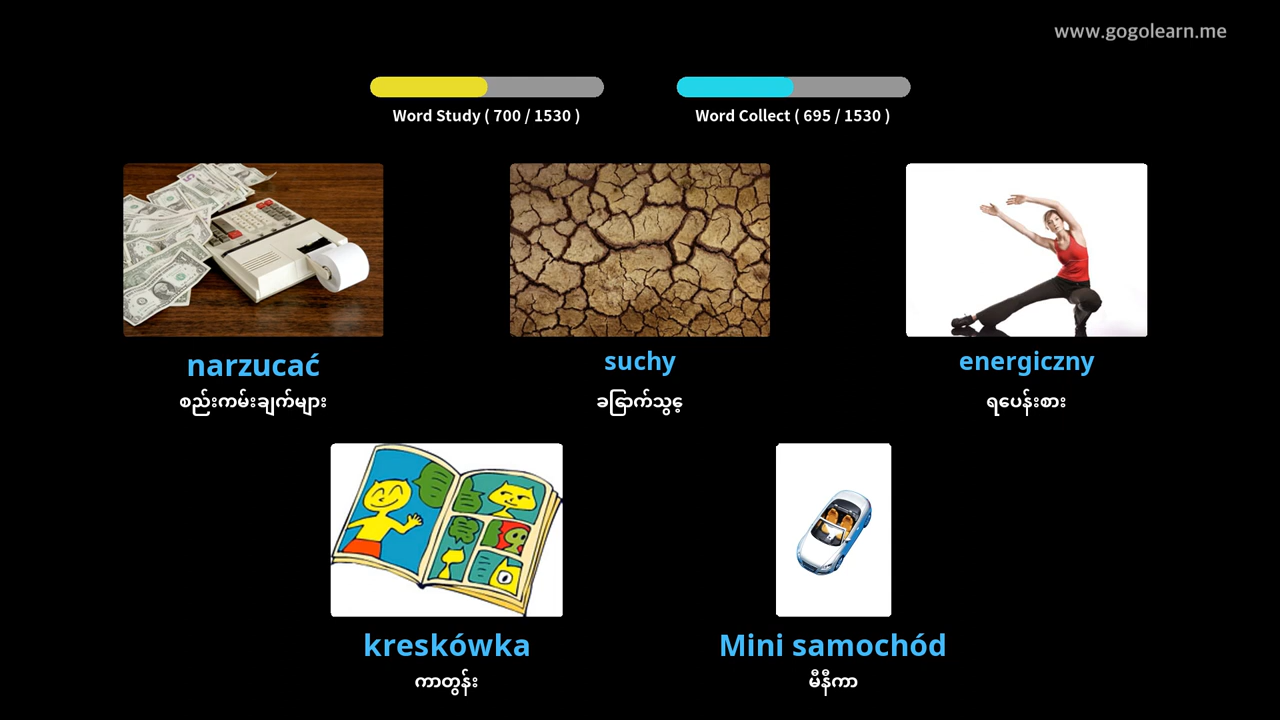 www.gogolearn.me
Word Study ( 700 / 1530 )
Word Collect ( 695 / 1530 )
narzucać
စည်းကမ်းချက်များ
suchy
ခြောက်သွေ့
energiczny
ရပေန်းစား
kreskówka
ကာတွန်း
Mini samochód
မီနီကာ